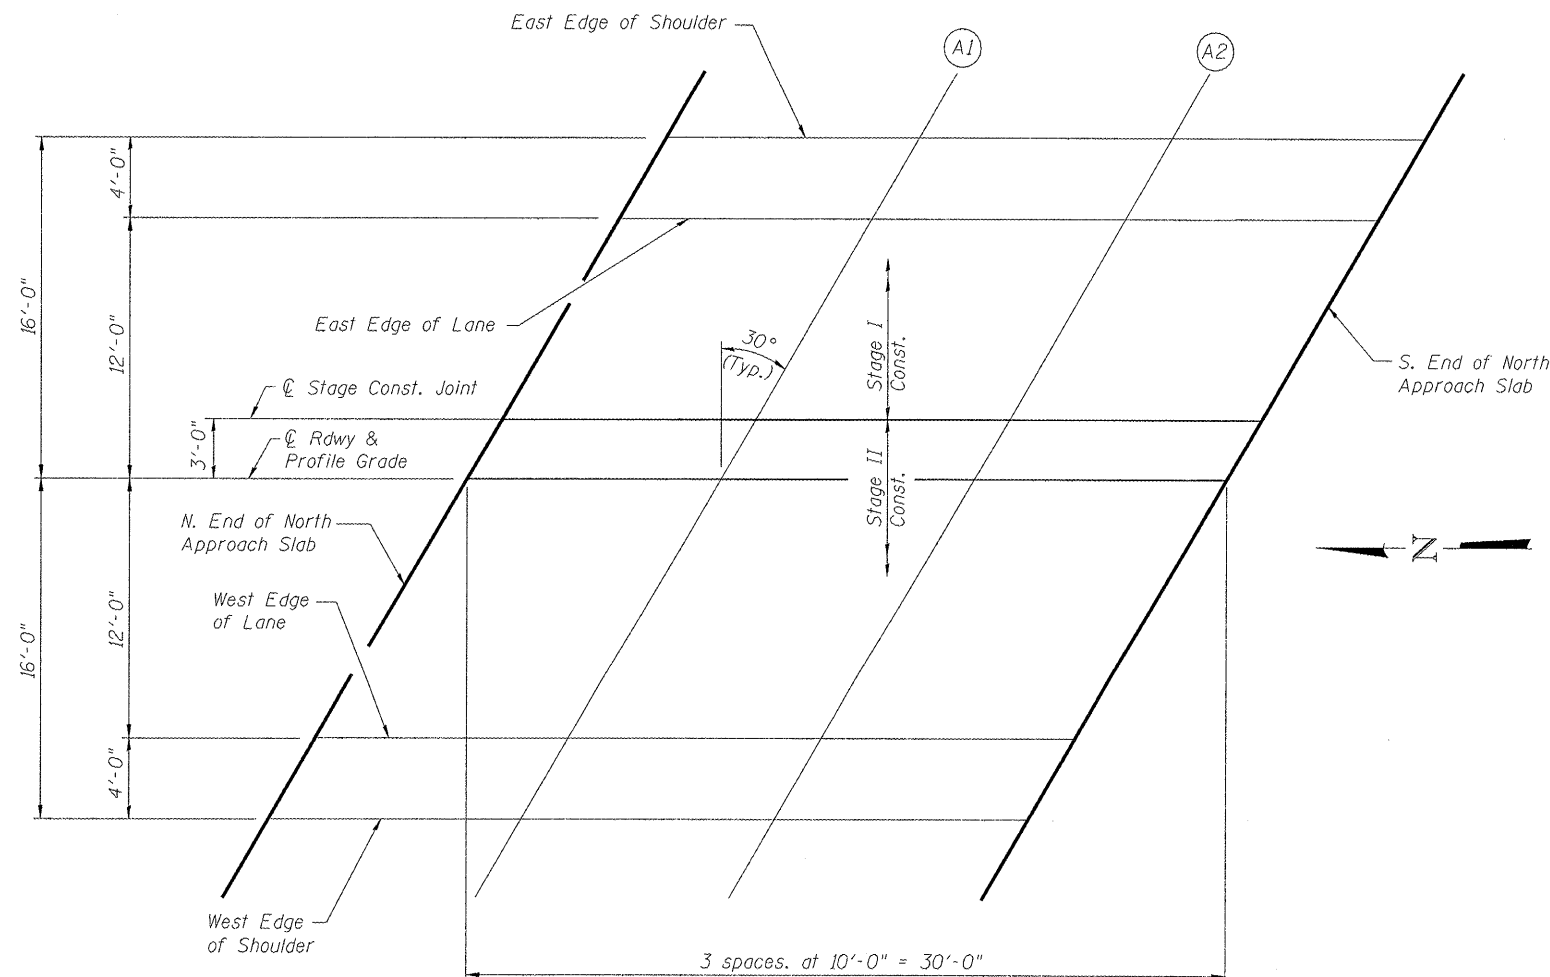 East Edge of Shoulder
A1
A2
4'-0"
16'-0"
12'-0"
East Edge of Lane
30°
(Typ.)
Stage I
Const.
S. End of North
Approach Slab
℄ Stage Const. Joint
3'-0"
℄ Rdwy &
Profile Grade
Stage II
Const.
N. End of North
Approach Slab
N
West Edge
of Lane
16'-0"
12'-0"
4'-0"
West Edge
of Shoulder
3 spaces. at 10'-0" = 30'-0"